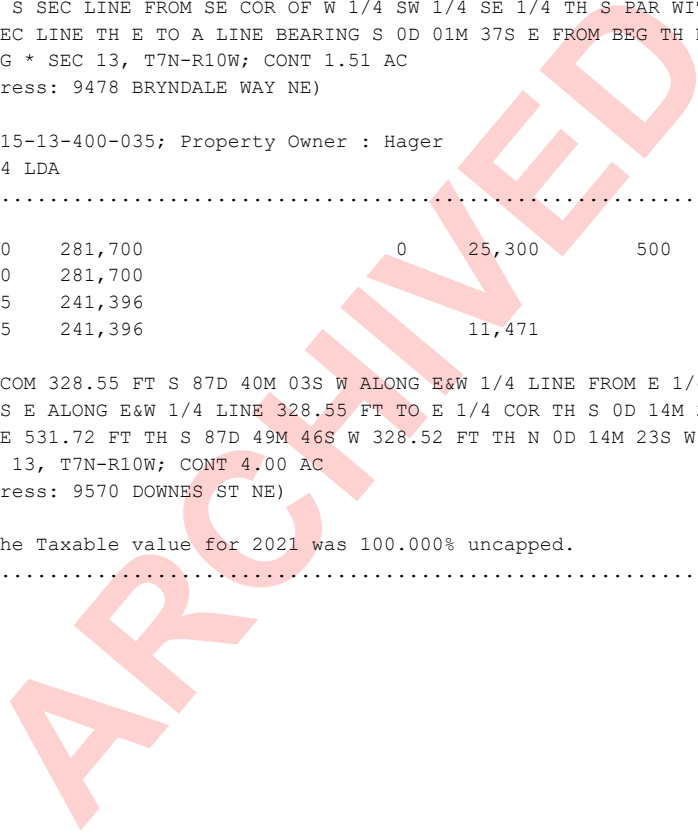 S SEC LINE FROM SE COR OF W 1/4 SW 1/4 SE 1/4 TH S PAR
EC LINE TH E TO A LINE BEARING S 0D 01M 37S E FROM BEG TH
G * SEC 13, T7N-R10W; CONT 1.51 AC
ress: 9478 BRYNDALE WAY NE)
15-13-400-035; Property Owner : Hager
4 LDA
..........................................................
0 281,700 0 25,300 500
0 281,700
5 241,396
5 241,396 11,471
COM 328.55 FT S 87D 40M 03S W ALONG E&W 1/4 LINE FROM E
S E ALONG E&W 1/4 LINE 328.55 FT TO E 1/4 COR TH S 0D 14M
E 531.72 FT TH S 87D 49M 46S W 328.52 FT TH N 0D 14M 23S W
13, T7N-R10W; CONT 4.00 AC
ress: 9570 DOWNES ST NE)
he Taxable value for 2021 was 100.000% uncapped.
..........................................................
ARCHIVED